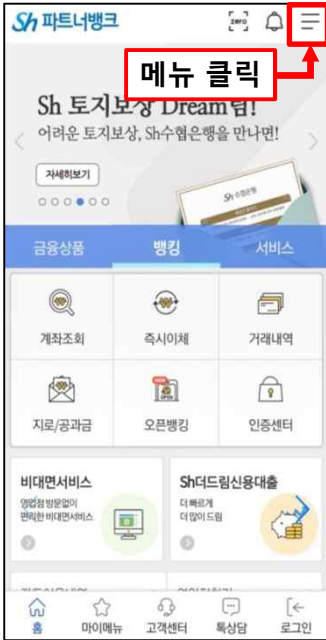 Sh 파트너뱅크
zero
메뉴 클릭
Sh 토지보상 Dream팀!
어려운 토지보상, Sh수협은행을 만나면!
자세히보기
Sh 수협은행
금융상품
뱅킹
서비스
계좌조회
즉시이체
거래내역
NEW
OPEN
지로/공과금
오픈뱅킹
인증센터
비대면서비스
영업점 방문없이
편리한 비대면서비스
Sh더드림신용대출
더 빠르게
더 많이 드림
홈
마이메뉴
고객센터
톡상담
로그인